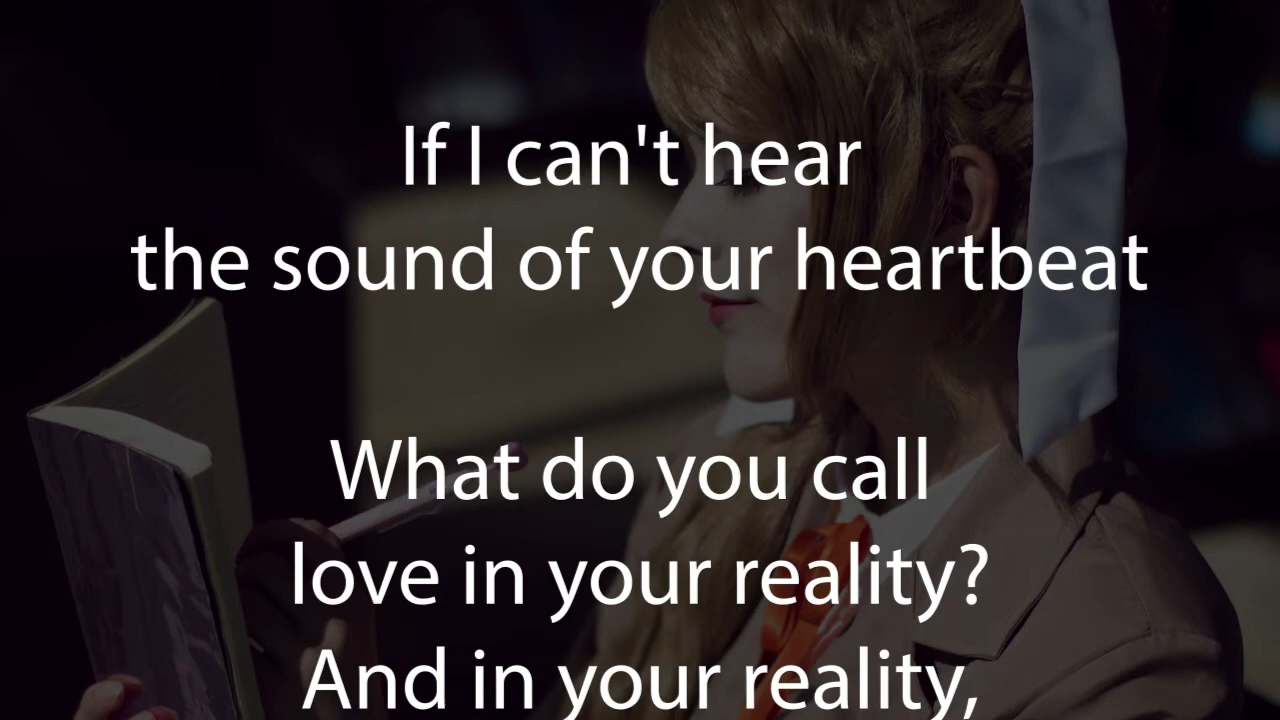 If I can't hear
the sound of your heartbeat
What do you call
love in your reality?
And in your reality,